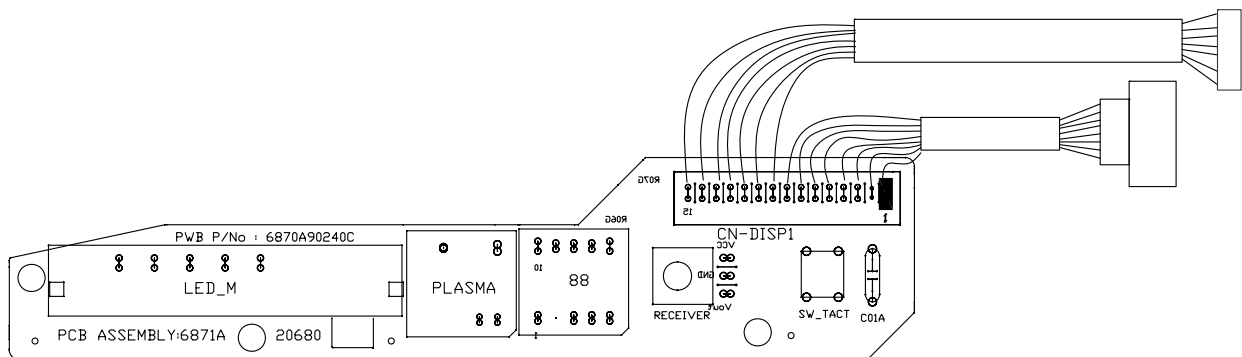 R07G
15
1
CN-DISP1
R06G
PWB P/No : 6870A90240C
VCC
GND
Vout
10
LED_M
PLASMA
88
RECEIVER
SW_TACT
C01A
1
PCB ASSEMBLY:6871A
20680